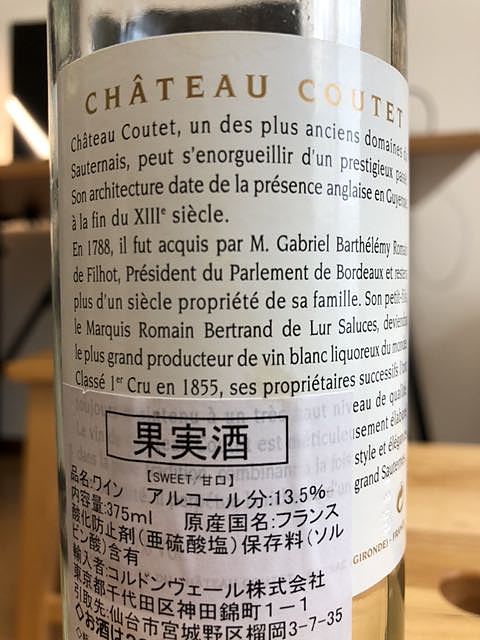 CHÂTEAU COUTET
Château Coutet, un des plus anciens domaines
Sauternais, peut s'enorgueillir d'un prestigieux
Son architecture date de la présence anglaise en
à la fin du XIIIe siècle.
En 1788, il fut acquis par M. Gabriel Barthélémy
de Filhot, Président du Parlement de Bordeaux et
plus d'un siècle propriété de sa famille. Son
le Marquis Romain Bertrand de Lur Saluces,
le plus grand producteur de vin blanc liquoreux du
Classé 1er Cru en 1855, ses propriétaires successifs
果実酒
【SWEET/甘口】
品名:ワイン アルコール分:13.5%
内容量:375ml 原産国名:フランス
酸化防止剤(亜硫酸塩)保存料(ソル
ビン酸)含有
輸入者:ゴルドンヴェール株式会社
東京都千代田区神田錦町1-1
引取先:仙台市宮城野区榴岡3-7-35
◇お酒は
eau de
style et
grand
GIRONDE)